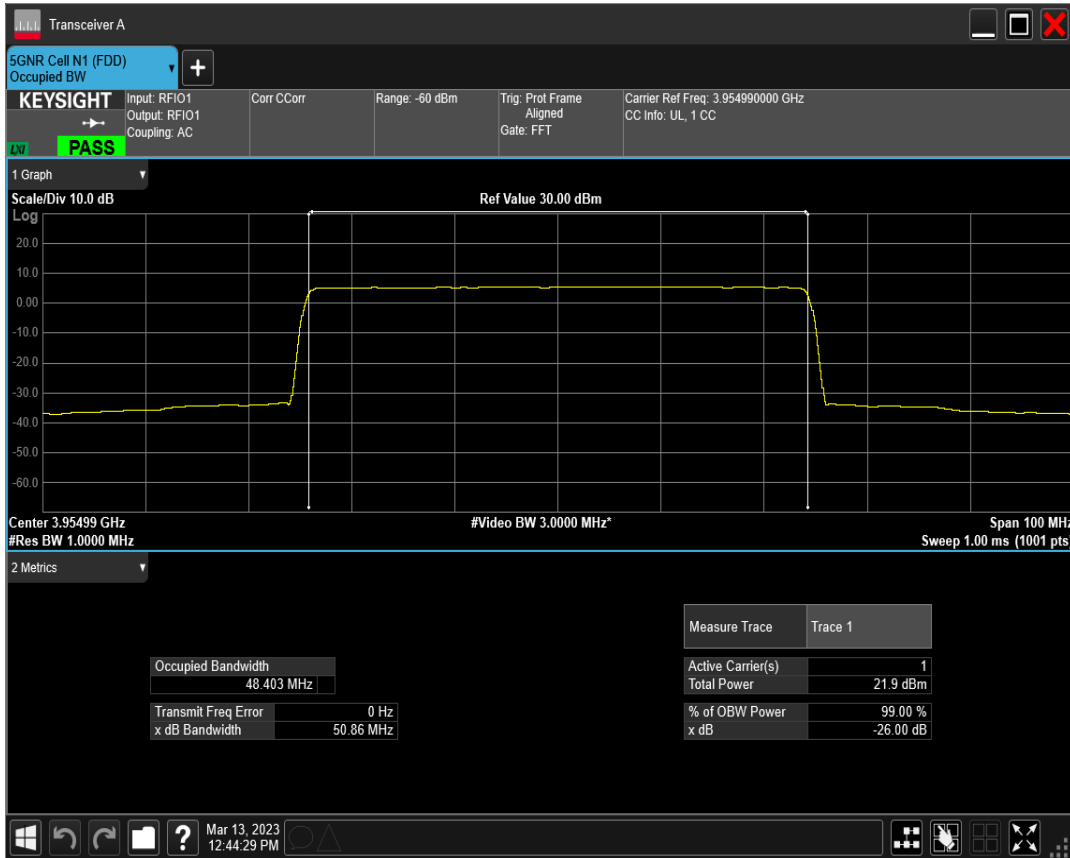 Transceiver A
5GNR Cell N1 (FDD)
Occupied BW
KEYSIGHT
LXI
PASS
Input: RFIO1
Output: RFIO1
Coupling: AC
Corr CCorr
Range: -60 dBm
Trig: Prot Frame
Aligned
Gate: FFT
Carrier Ref Freq: 3.954990000 GHz
CC Info: UL, 1 CC
1 Graph
Scale/Div 10.0 dB
Ref Value 30.00 dBm
Log
20.0
10.0
0.00
-10.0
-20.0
-30.0
-40.0
-50.0
-60.0
Center 3.95499 GHz
#Video BW 3.0000 MHz*
Span 100 MHz
#Res BW 1.0000 MHz
Sweep 1.00 ms (1001 pts)
2 Metrics
Measure Trace Trace 1
Occupied Bandwidth
48.403 MHz
Active Carrier(s) 1
Total Power 21.9 dBm
Transmit Freq Error 0 Hz
x dB Bandwidth 50.86 MHz
% of OBW Power 99.00 %
x dB -26.00 dB
?
Mar 13, 2023
12:44:29 PM